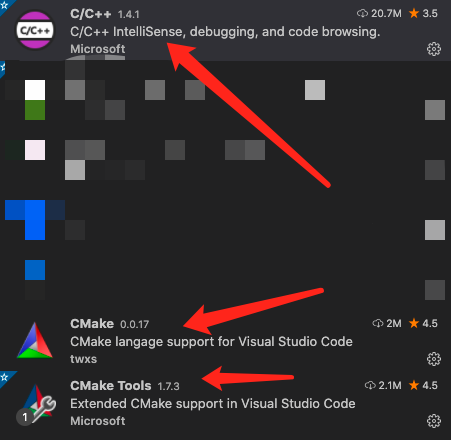 C/C++ 1.4.1 20.7M 3.5
C/C++
C/C++ IntelliSense, debugging, and code browsing.
Microsoft
CMake 0.0.17 2M 4.5
CMake langage support for Visual Studio Code
twxs
CMake Tools 1.7.3 2.1M 4.5
1
Extended CMake support in Visual Studio Code
Microsoft